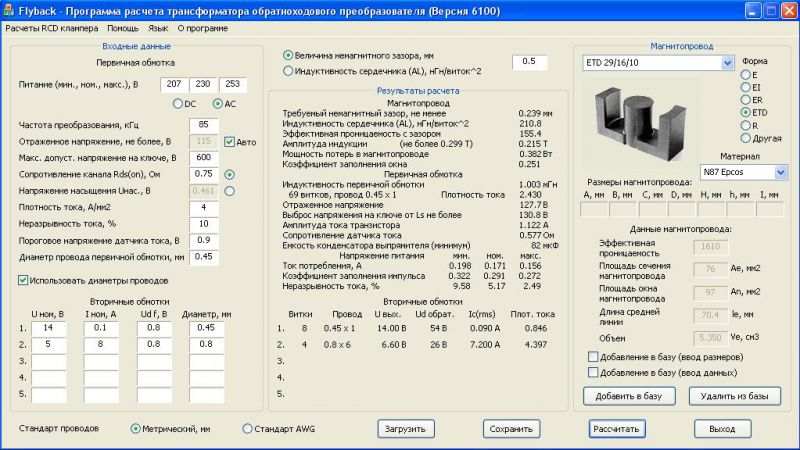 Flyback - Программа расчета трансформатора обратноходового преобразователя (Версия 6100)
Расчеты RCD клампера Помощь Язык О программе
Входные данные
Первичная обмотка
Питание (мин., ном., макс.), В 207 230 253
DC AC
Частота преобразования, кГц 85
Отраженное напряжение, не более, В 115 Авто
Макс. допуст. напряжение на ключе, В 600
Сопротивление канала Rds(on), Ом 0.75
Напряжение насыщения Uнас., В 0.461
Плотность тока, А/мм2 4
Неразрывность тока, % 10
Пороговое напряжение датчика тока, В 0.9
Диаметр провода первичной обмотки, мм 0.45
Использовать диаметры проводов
Вторичные обмотки
U ном, В I ном, А Ud f, В Диаметр, мм
1. 14 0.1 0.8 0.45
2. 5 8 0.8 0.8
3.
4.
5.
Величина немагнитного зазора, мм 0.5
Индуктивность сердечника (AL), нГн/виток^2
Результаты расчета
Магнитопровод
Требуемый немагнитный зазор, не менее 0.239 мм
Индуктивность сердечника (AL), нГн/виток^2 210.8
Эффективная проницаемость с зазором 155.4
Амплитуда индукции (не более 0.299 Т) 0.215 Т
Мощность потерь в магнитопроводе 0.382 Вт
Коэффициент заполнения окна 0.251
Первичная обмотка
Индуктивность первичной обмотки 1.003 мГн
69 витков, провод 0.45 x 1 Плотность тока 2.430
Отраженное напряжение 127.7 В
Выброс напряжения на ключе от Ls не более 130.8 В
Амплитуда тока транзистора 1.122 А
Сопротивление датчика тока 0.577 Ом
Емкость конденсатора выпрямителя (минимум) 82 мкФ
Напряжение питания мин. ном. макс.
Ток потребления, А 0.198 0.171 0.156
Коэффициент заполнения импульса 0.322 0.291 0.272
Неразрывность тока, % 9.58 5.17 2.49
Вторичные обмотки
Витки Провод U вых. Ud обрат. Ic(rms) Плот. тока
1. 8 0.45 x 1 14.00 В 54 В 0.090 А 0.846
2. 4 0.8 x 6 6.60 В 26 В 7.200 А 4.397
3.
4.
5.
Магнитопровод
ETD 29/16/10 Форма
E
EI
ER
ETD
R
Другая
Материал
N87 Epcos
Размеры магнитопровода:
A, мм B, мм C, мм D, мм H, мм h, мм I, мм
Данные магнитопровода:
Эффективная проницаемость 1610
Площадь сечения магнитопровода 76 Ae, мм2
Площадь окна магнитопровода 97 An, мм2
Длина средней линии 70.4 le, мм
Объем 5.350 Ve, см3
Добавление в базу (ввод размеров)
Добавление в базу (ввод данных)
Добавить в базу Удалить из базы
Стандарт проводов Метрический, мм Стандарт AWG Загрузить Сохранить Рассчитать Выход